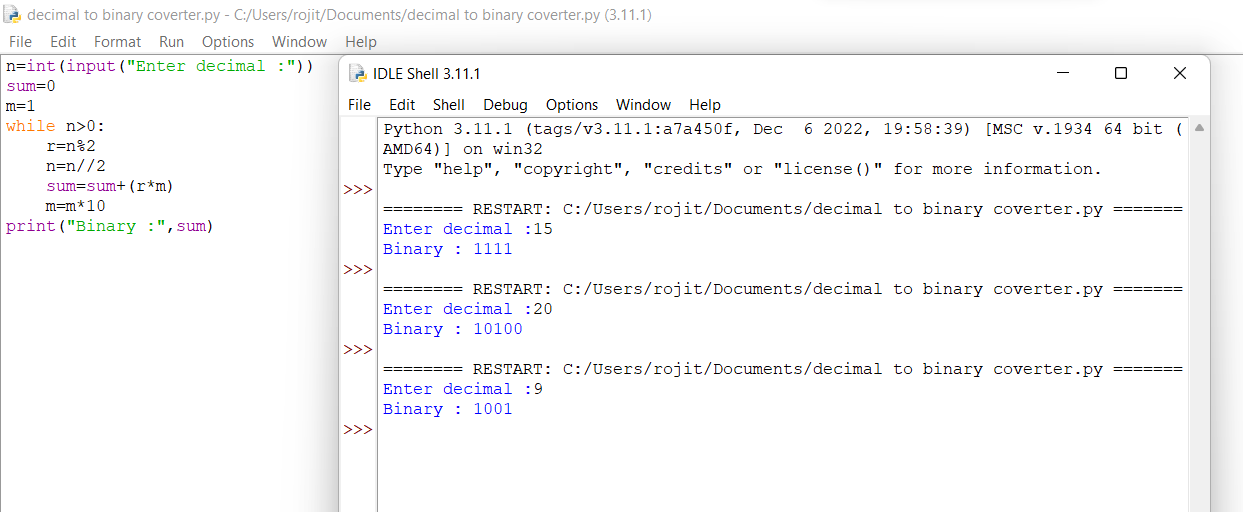 decimal to binary coverter.py - C:/Users/rojit/Documents/decimal to binary coverter.py (3.11.1)
File Edit Format Run Options Window Help
n=int(input("Enter decimal :"))
sum=0
m=1
while n>0:
    r=n%2
    n=n//2
    sum=sum+(r*m)
    m=m*10
print("Binary :",sum)
IDLE Shell 3.11.1
File Edit Shell Debug Options Window Help
Python 3.11.1 (tags/v3.11.1:a7a450f, Dec  6 2022, 19:58:39) [MSC v.1934 64 bit (
AMD64)] on win32
Type "help", "copyright", "credits" or "license()" for more information.
>>>
======== RESTART: C:/Users/rojit/Documents/decimal to binary coverter.py =======
Enter decimal :15
Binary : 1111
>>>
======== RESTART: C:/Users/rojit/Documents/decimal to binary coverter.py =======
Enter decimal :20
Binary : 10100
>>>
======== RESTART: C:/Users/rojit/Documents/decimal to binary coverter.py =======
Enter decimal :9
Binary : 1001
>>>